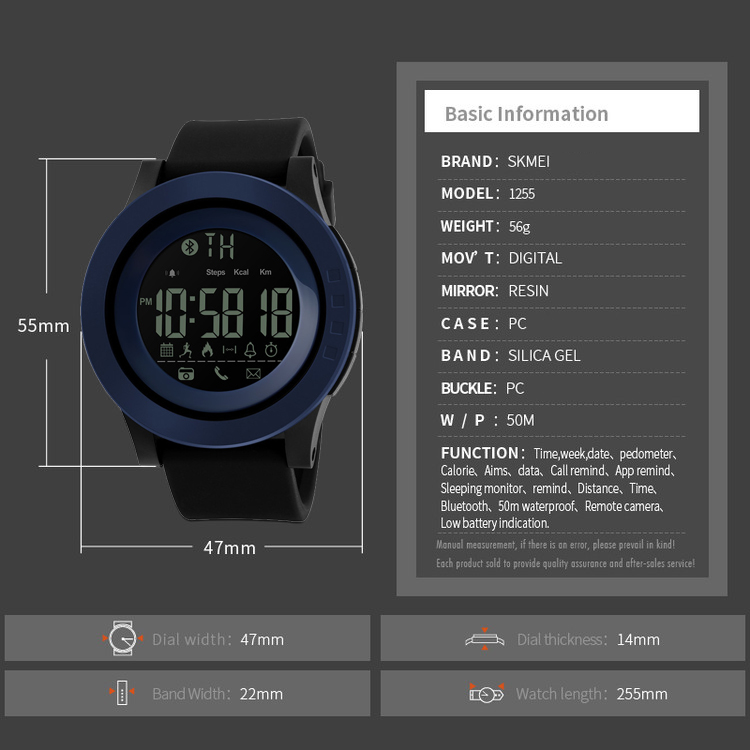 TH
Steps Kcal Km
PM 10:58 18
55mm
47mm
Basic Information
BRAND: SKMEI
MODEL: 1255
WEIGHT: 56g
MOV'T: DIGITAL
MIRROR: RESIN
CASE: PC
BAND: SILICA GEL
BUCKLE: PC
W/P: 50M
FUNCTION: Time,week,date、pedometer、
Calorie、Aims、data、Call remind、App remind、
Sleeping monitor、remind、Distance、Time、
Bluetooth、50m waterproof、Remote camera、
Low battery indication.
Manual measurement, if there is an error, please prevail in kind!
Each product sold to provide quality assurance and after-sales service!
Dial width: 47mm
Dial thickness: 14mm
Band Width: 22mm
Watch length: 255mm